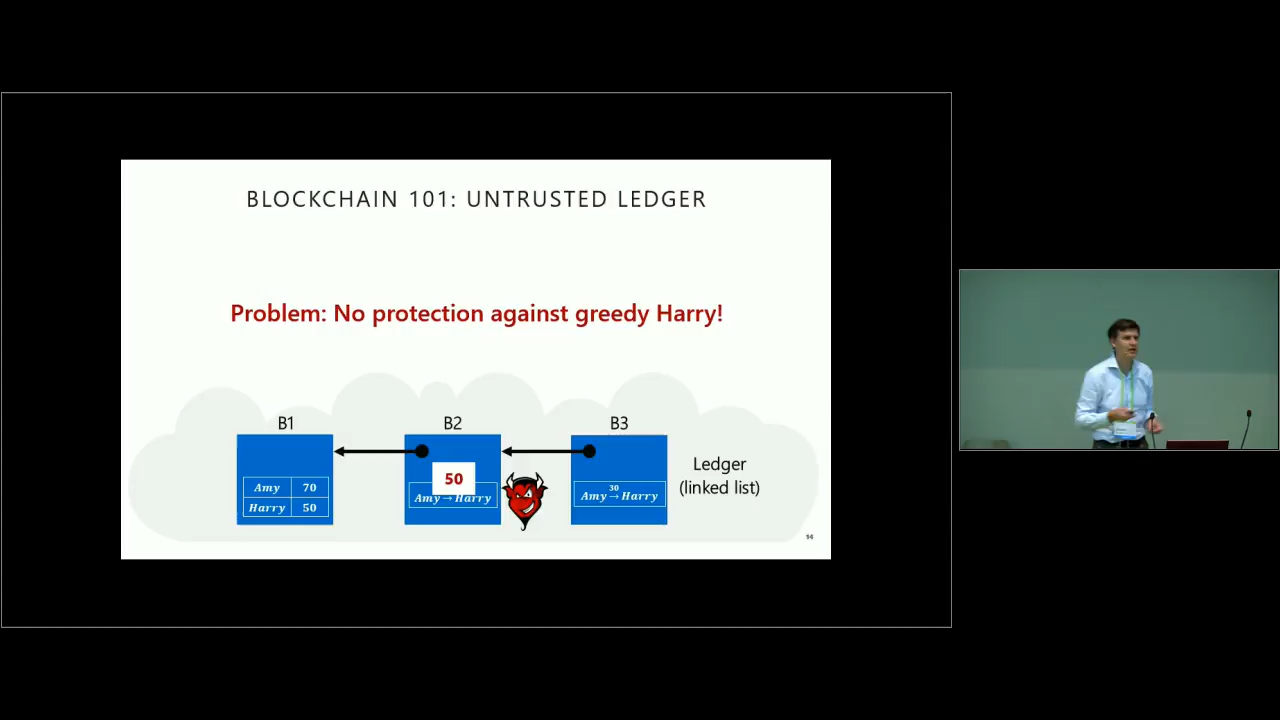 BLOCKCHAIN 101: UNTRUSTED LEDGER
Problem: No protection against greedy Harry!
B1
B2
B3
Amy 70
Harry 50
50
Amy → Harry
30
Amy → Harry
Ledger
(linked list)
14